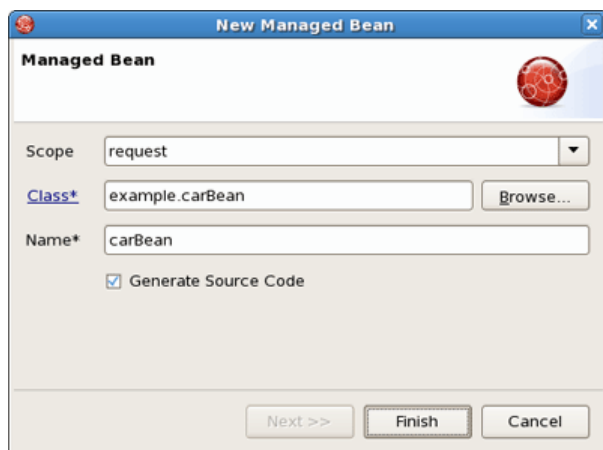 New Managed Bean
Managed Bean
Scope request
Class* example.carBean Browse...
Name* carBean
Generate Source Code
Next >> Finish Cancel